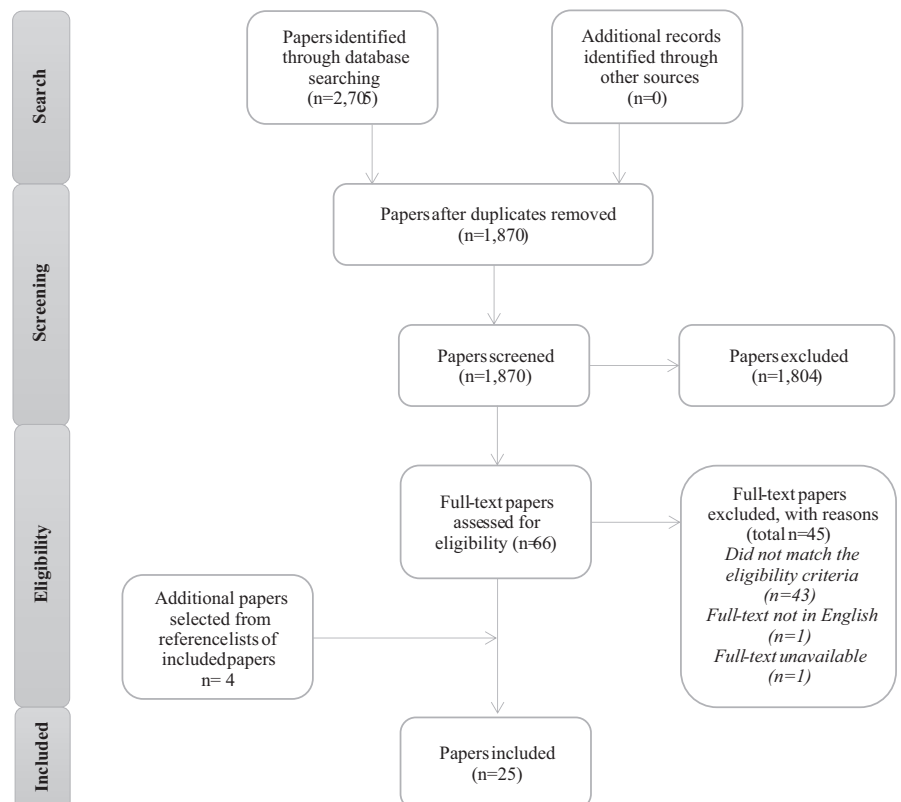 Search
Papers identified
through database
searching
(n=2,705)
Additional records
identified through
other sources
(n=0)
Screening
Papers after duplicates removed
(n=1,870)
Papers screened
(n=1,870)
Papers excluded
(n=1,804)
Eligibility
Full-text papers
assessed for
eligibility (n=66)
Full-text papers
excluded, with reasons
(total n=45)
Did not match the
eligibility criteria
(n=43)
Full-text not in English
(n=1)
Full-text unavailable
(n=1)
Additional papers
selected from
reference lists of
included papers
n= 4
Included
Papers included
(n=25)